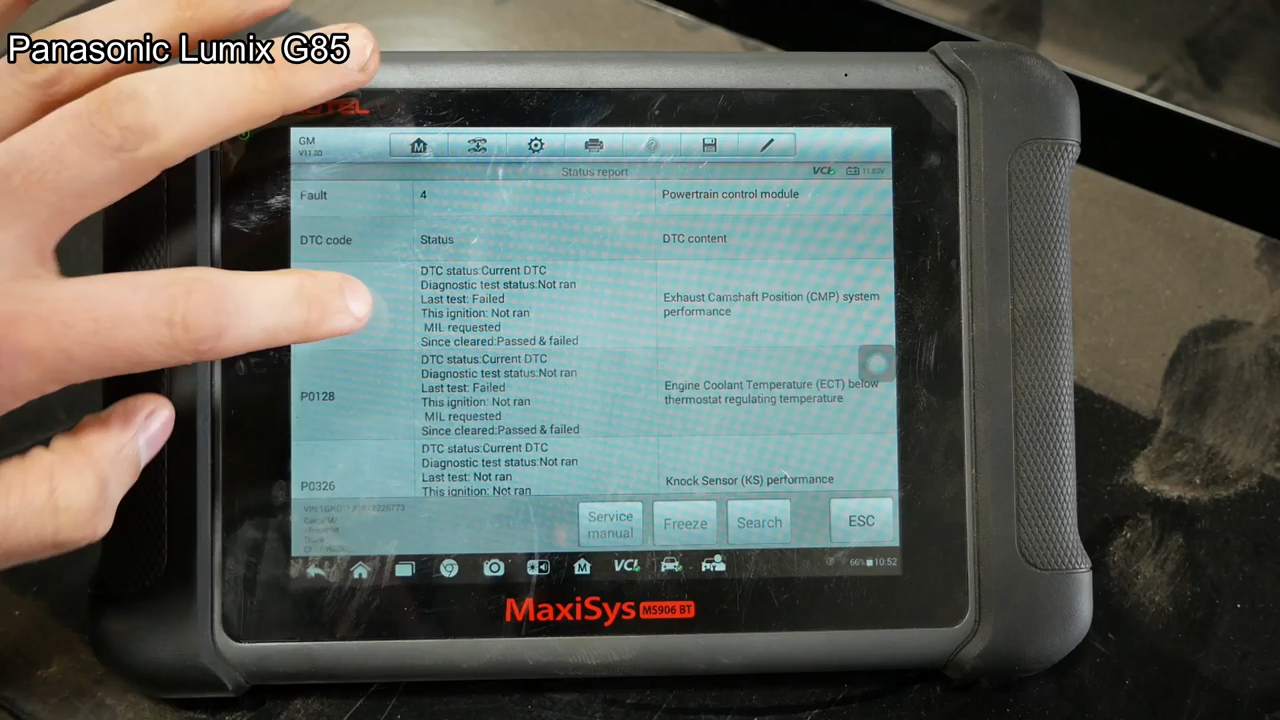 Panasonic Lumix G85
GM
Status report
VCI
Fault 4 Powertrain control module
DTC code Status DTC content
DTC status:Current DTC
Diagnostic test status:Not ran
Last test: Failed
This ignition: Not ran
MIL requested
Since cleared:Passed & failed
Exhaust Camshaft Position (CMP) system
performance
P0128
DTC status:Current DTC
Diagnostic test status:Not ran
Last test: Failed
This ignition: Not ran
MIL requested
Since cleared:Passed & failed
Engine Coolant Temperature (ECT) below
thermostat regulating temperature
P0326
DTC status:Current DTC
Diagnostic test status:Not ran
Last test: Not ran
This ignition: Not ran
Knock Sensor (KS) performance
Service
manual
Freeze
Search
ESC
VCI
66% 10:52
MaxiSys MS906 BT